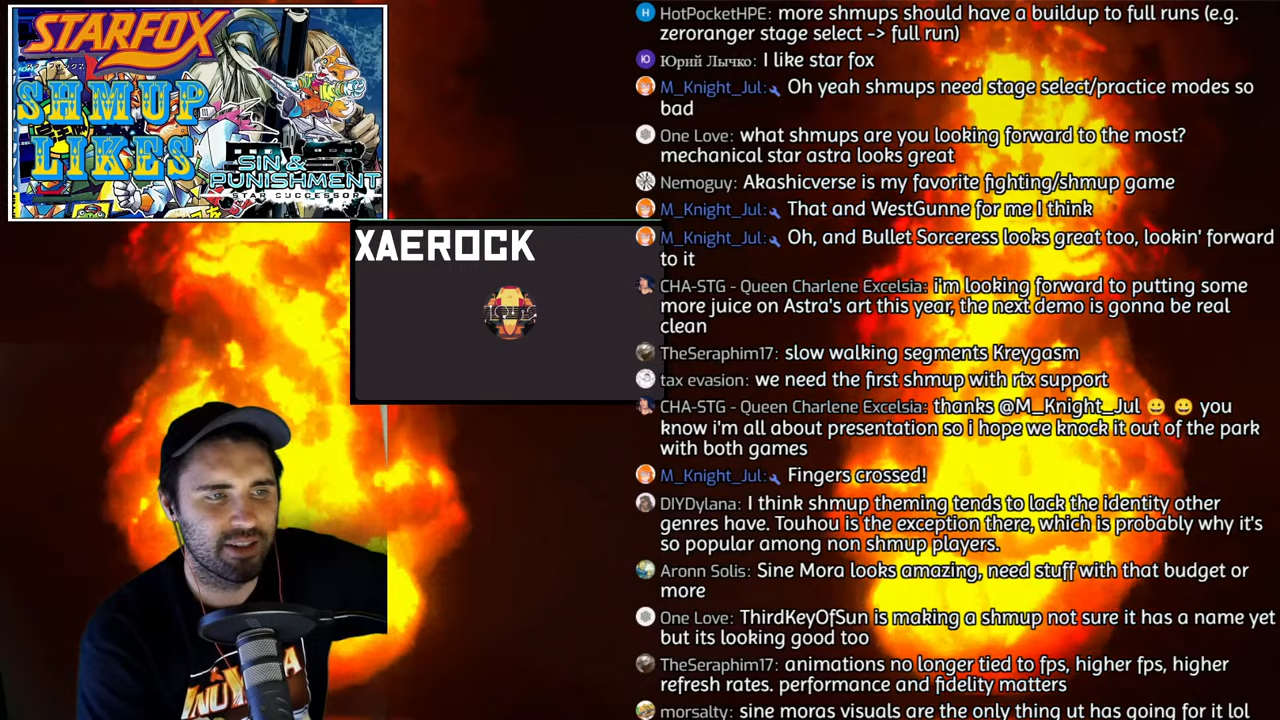 STARFOX
SHMUP
LIKES
SIN &
PUNISHMENT
STAR SUCCESSOR
XAEROCK
HotPocketHPE: more shmups should have a buildup to full runs (e.g.
zeroranger stage select -> full run)
Юрий Лычко: I like star fox
M_Knight_Jul: Oh yeah shmups need stage select/practice modes so
bad
One Love: what shmups are you looking forward to the most?
mechanical star astra looks great
Nemoguy: Akashicverse is my favorite fighting/shmup game
M_Knight_Jul: That and WestGunne for me I think
M_Knight_Jul: Oh, and Bullet Sorceress looks great too, lookin' forward
to it
CHA-STG - Queen Charlene Excelsia: i'm looking forward to putting some
more juice on Astra's art this year, the next demo is gonna be real
clean
TheSeraphim17: slow walking segments Kreygasm
tax evasion: we need the first shmup with rtx support
CHA-STG - Queen Charlene Excelsia: thanks @M_Knight_Jul 😀 😀 you
know i'm all about presentation so i hope we knock it out of the park
with both games
M_Knight_Jul: Fingers crossed!
DIYDylana: I think shmup theming tends to lack the identity other
genres have. Touhou is the exception there, which is probably why it's
so popular among non shmup players.
Aronn Solis: Sine Mora looks amazing, need stuff with that budget or
more
One Love: ThirdKeyOfSun is making a shmup not sure it has a name yet
but its looking good too
TheSeraphim17: animations no longer tied to fps, higher fps, higher
refresh rates. performance and fidelity matters
morsalty: sine moras visuals are the only thing ut has going for it lol